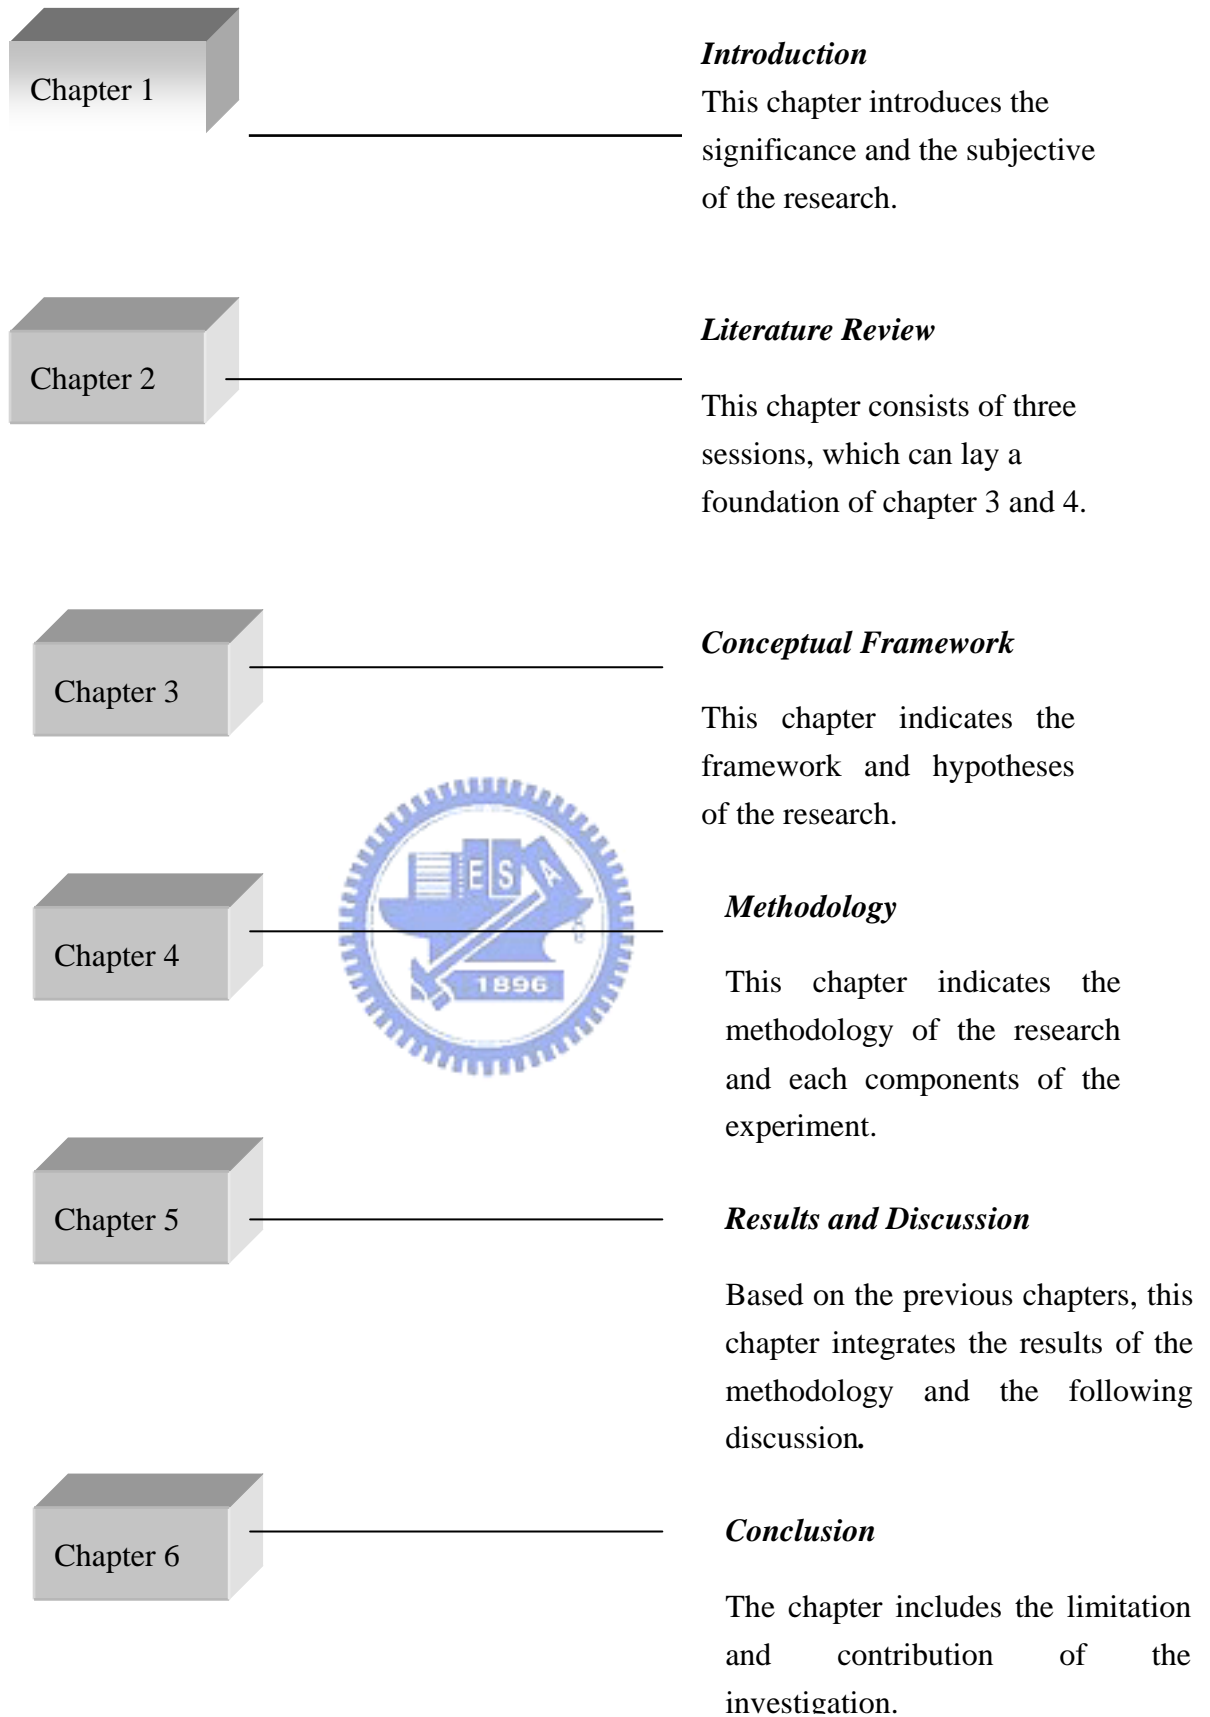 Chapter 1
Introduction
This chapter introduces the
significance and the subjective
of the research.
Chapter 2
Literature Review
This chapter consists of three
sessions, which can lay a
foundation of chapter 3 and 4.
Chapter 3
Conceptual Framework
This chapter indicates the
framework and hypotheses
of the research.
Chapter 4
E S A
1896
Methodology
This chapter indicates the
methodology of the research
and each components of the
experiment.
Chapter 5
Results and Discussion
Based on the previous chapters, this
chapter integrates the results of the
methodology and the following
discussion.
Chapter 6
Conclusion
The chapter includes the limitation
and contribution of the
investigation.